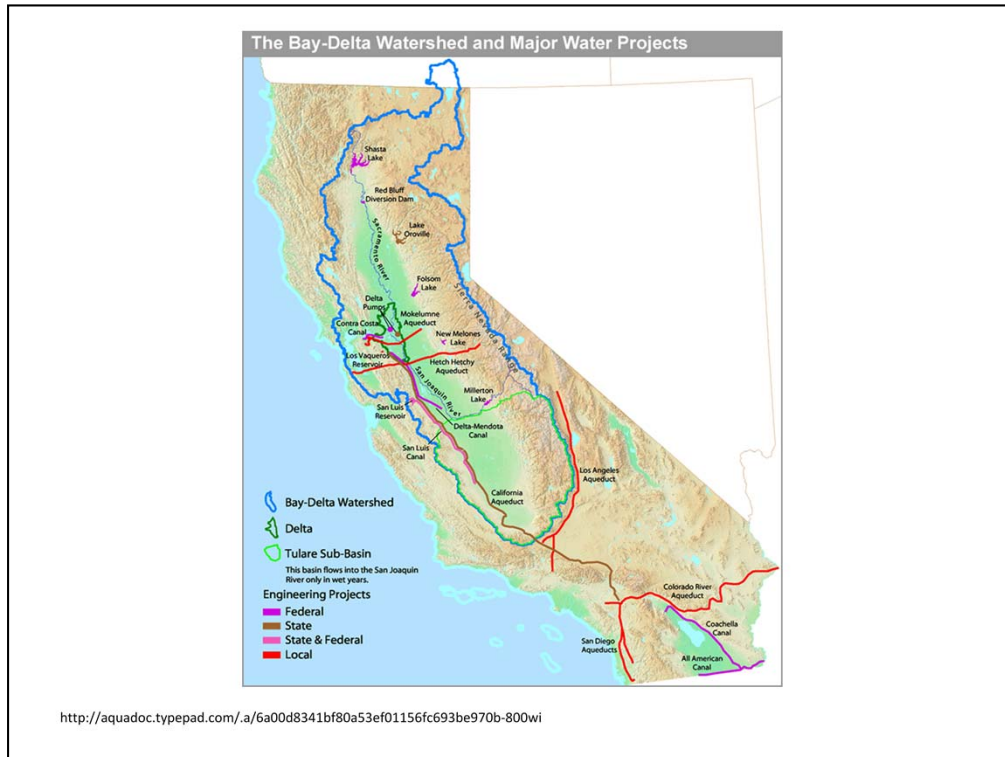 The Bay-Delta Watershed and Major Water Projects
Shasta
Lake
Red Bluff
Diversion Dam
Sacramento River
Lake
Oroville
Folsom
Lake
Sierra Nevada Range
Delta
Pumps
Mokelumne
Aqueduct
Contra Costa
Canal
New Melones
Lake
Los Vaqueros
Reservoir
Hetch Hetchy
Aqueduct
San Joaquin River
Millerton
Lake
San Luis
Reservoir
Delta-Mendota
Canal
San Luis
Canal
Los Angeles
Aqueduct
California
Aqueduct
Bay-Delta Watershed
Delta
Tulare Sub-Basin
This basin flows into the San Joaquin
River only in wet years.
Engineering Projects
Federal
State
State & Federal
Local
Colorado River
Aqueduct
Coachella
Canal
San Diego
Aqueducts
All American
Canal
http://aquadoc.typepad.com/.a/6a00d8341bf80a53ef01156fc693be970b-800wi